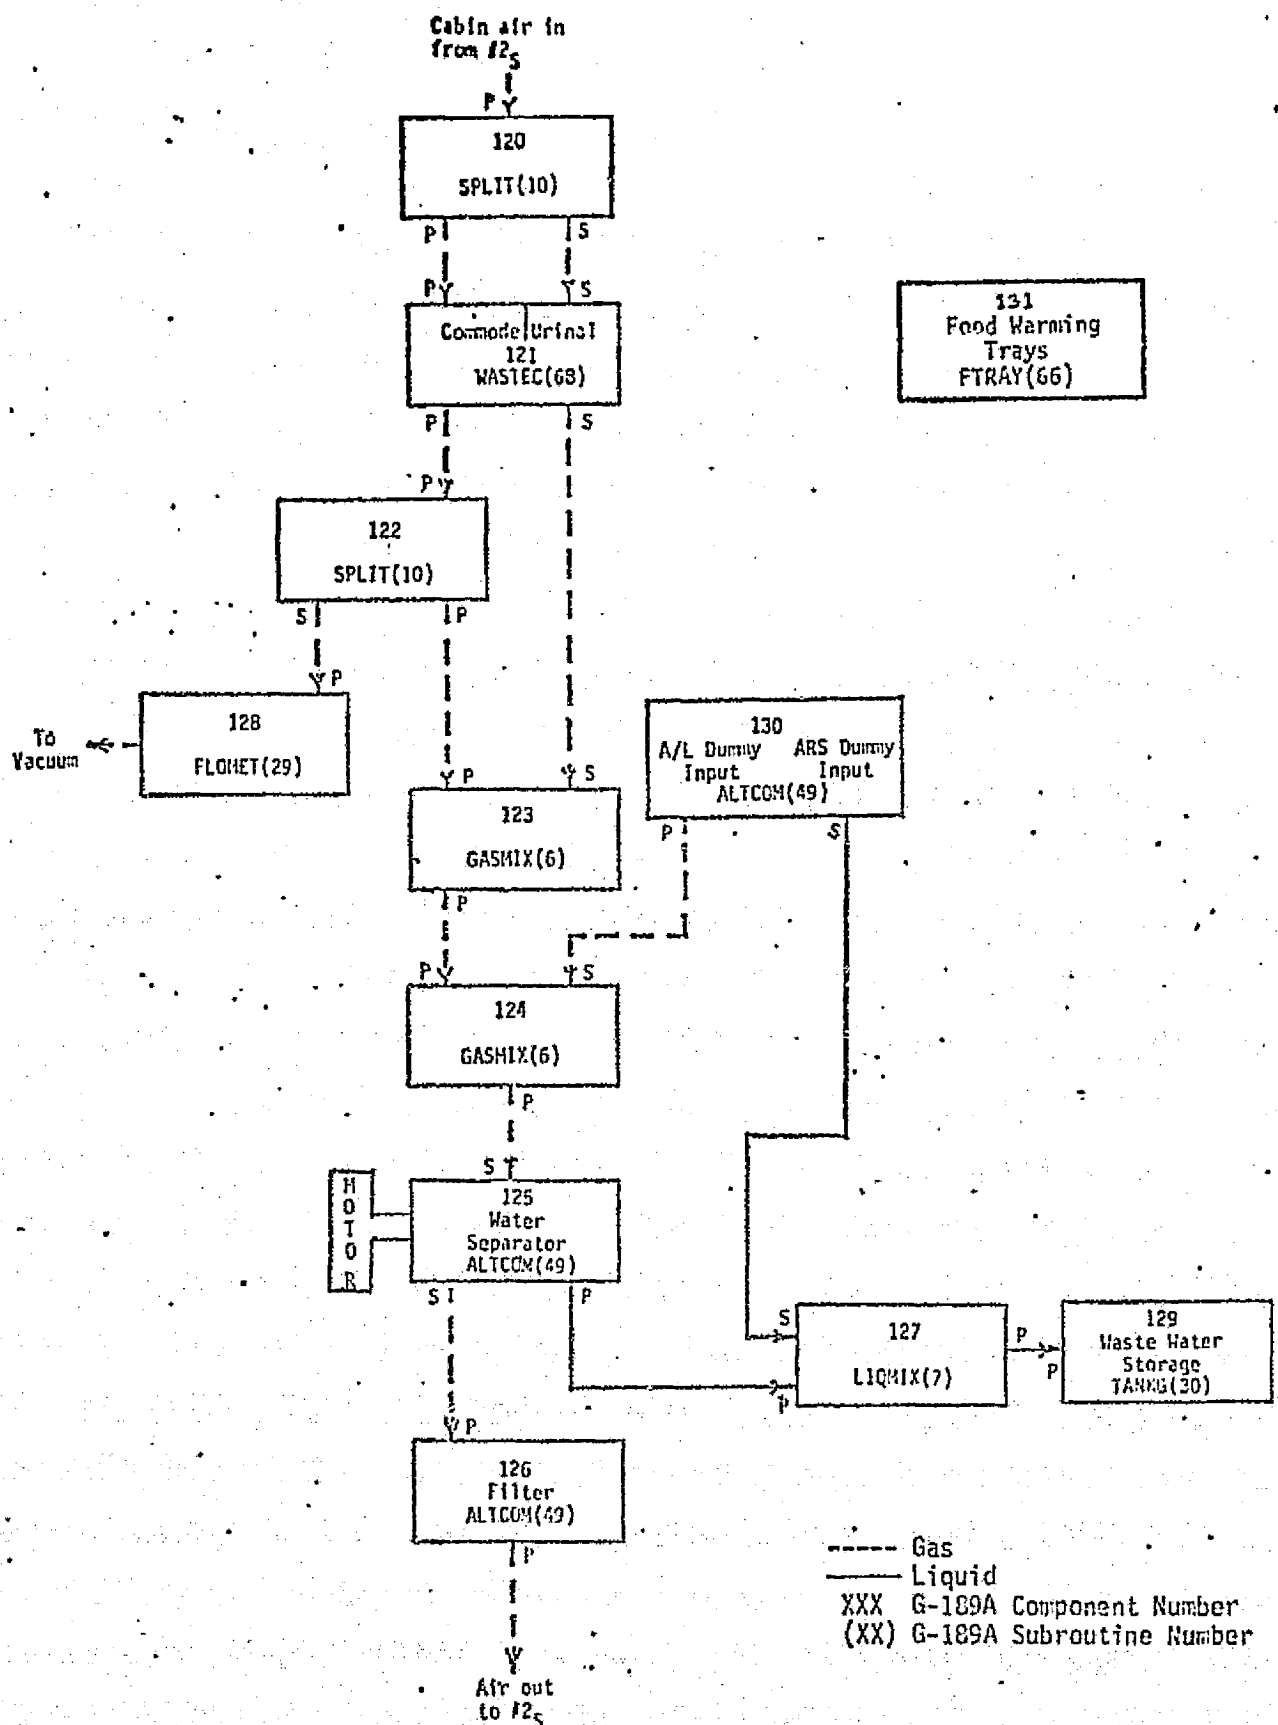 Cabin air in
from #2S
P
120
SPLIT(10)
P S
P S
Commode Urinal
121
WASTEC(68)
P S
131
Food Warming
Trays
FTRAY(66)
P
122
SPLIT(10)
S P
P
128
FLOMET(29)
To
Vacuum
P S
123
GASMIX(6)
P
130
A/L Dummy ARS Dummy
Input Input
ALTCOM(49)
P S
P S
124
GASMIX(6)
P
S
MOTOR
125
Water
Separator
ALTCOM(49)
S P
S
P
127
LIQMIX(7)
P
P
129
Waste Water
Storage
TANKG(30)
P
126
Filter
ALTCOM(49)
P
Air out
to #2S
Gas
Liquid
XXX G-189A Component Number
(XX) G-189A Subroutine Number